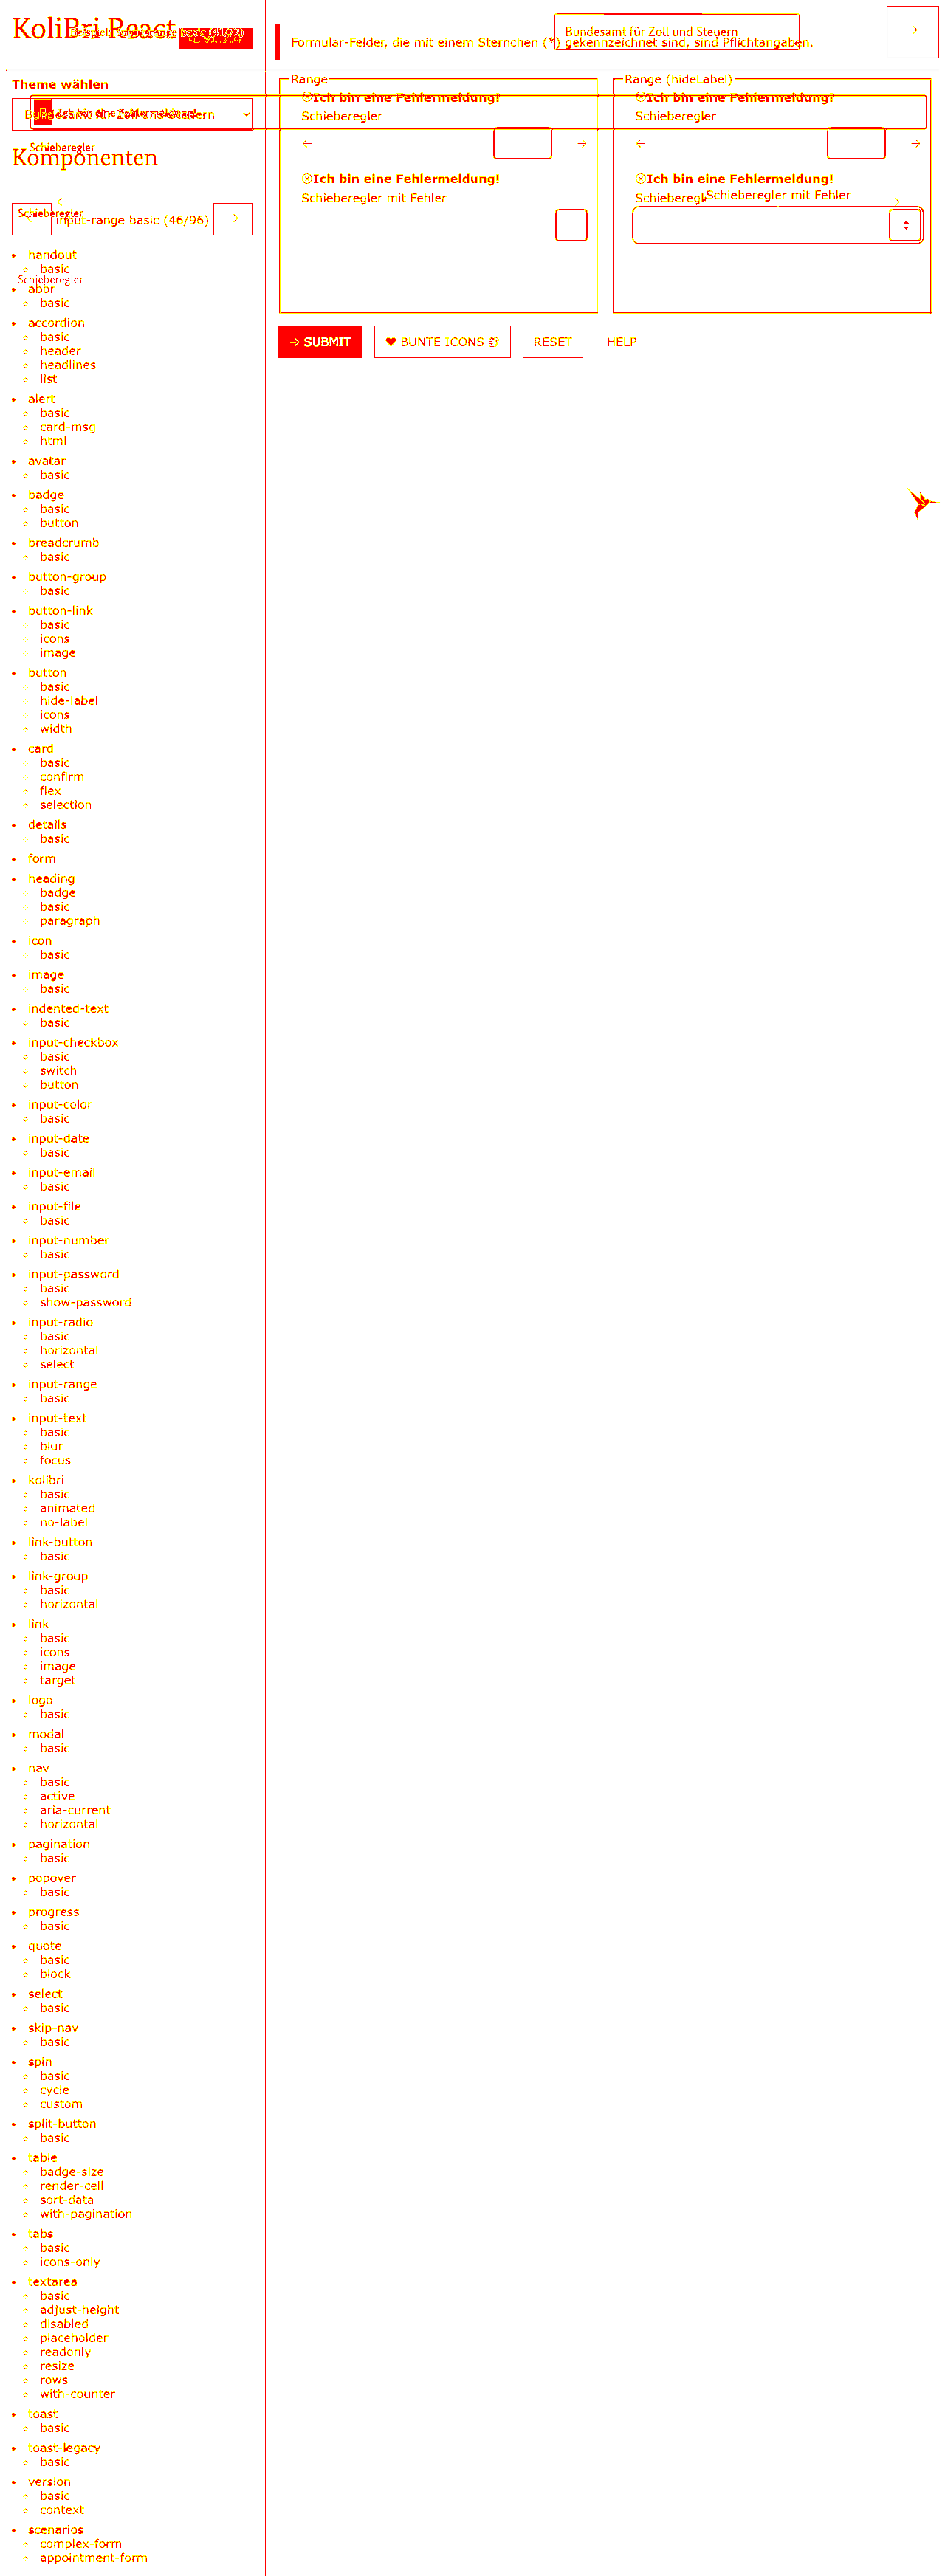 KoliBri React
Formular-Felder, die mit einem Sternchen (*) gekennzeichnet sind, sind Pflichtangaben.
Bundesamt für Zoll und Steuern
Theme wählen
Ich bin eine Fehlermeldung!
Schieberegler
Komponenten
Schieberegler
input-range basic (46/96)
Schieberegler
Range
Ich bin eine Fehlermeldung!
Schieberegler
Ich bin eine Fehlermeldung!
Schieberegler mit Fehler
Range (hideLabel)
Ich bin eine Fehlermeldung!
Schieberegler
Ich bin eine Fehlermeldung!
Schieberegler
Schieberegler mit Fehler
SUBMIT
BUNTE ICONS
RESET
HELP
handout
basic
abbr
basic
accordion
basic
header
headlines
list
alert
basic
card-msg
html
avatar
basic
badge
basic
button
breadcrumb
basic
button-group
basic
button-link
basic
icons
image
button
basic
hide-label
icons
width
card
basic
confirm
flex
selection
details
basic
form
heading
badge
basic
paragraph
icon
basic
image
basic
indented-text
basic
input-checkbox
basic
switch
button
input-color
basic
input-date
basic
input-email
basic
input-file
basic
input-number
basic
input-password
basic
show-password
input-radio
basic
horizontal
select
input-range
basic
input-text
basic
blur
focus
kolibri
basic
animated
no-label
link-button
basic
link-group
basic
horizontal
link
basic
icons
image
target
logo
basic
modal
basic
nav
basic
active
aria-current
horizontal
pagination
basic
popover
basic
progress
basic
quote
basic
block
select
basic
skip-nav
basic
spin
basic
cycle
custom
split-button
basic
table
badge-size
render-cell
sort-data
with-pagination
tabs
basic
icons-only
textarea
basic
adjust-height
disabled
placeholder
readonly
resize
rows
with-counter
toast
basic
toast-legacy
basic
version
basic
context
scenarios
complex-form
appointment-form